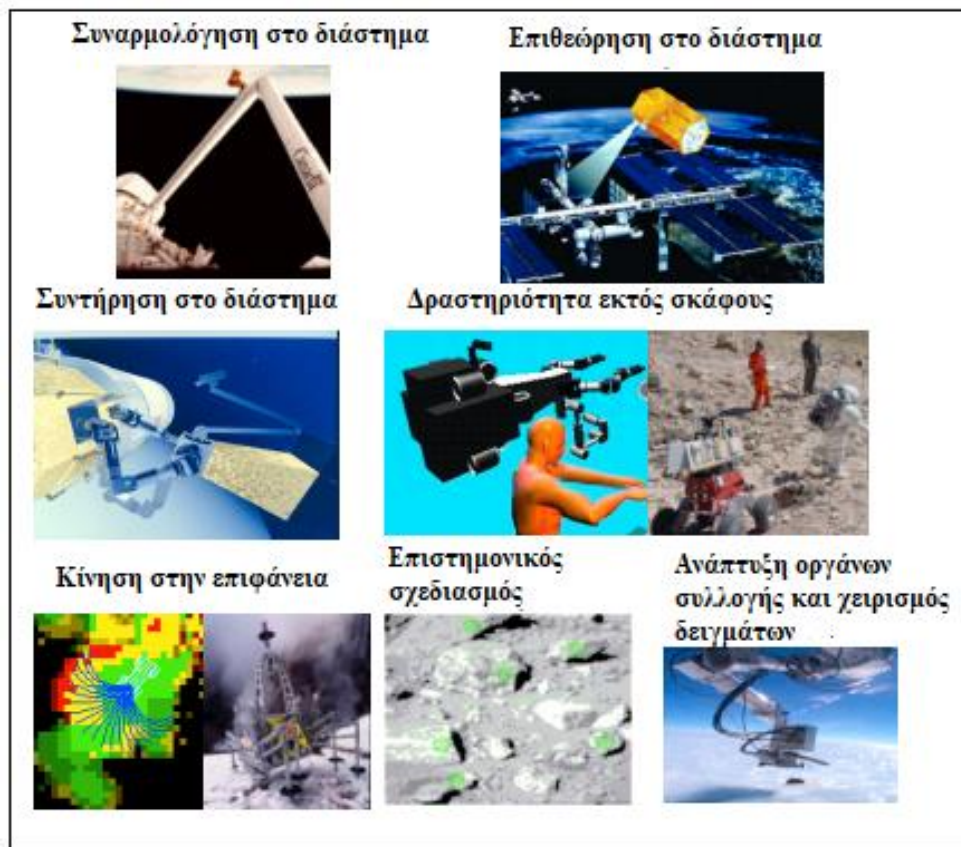 Συναρμολόγηση στο διάστημα
Επιθεώρηση στο διάστημα
Canada
Συντήρηση στο διάστημα
Δραστηριότητα εκτός σκάφους
Κίνηση στην επιφάνεια
Επιστημονικός
σχεδιασμός
Ανάπτυξη οργάνων
συλλογής και χειρισμός
δειγμάτων